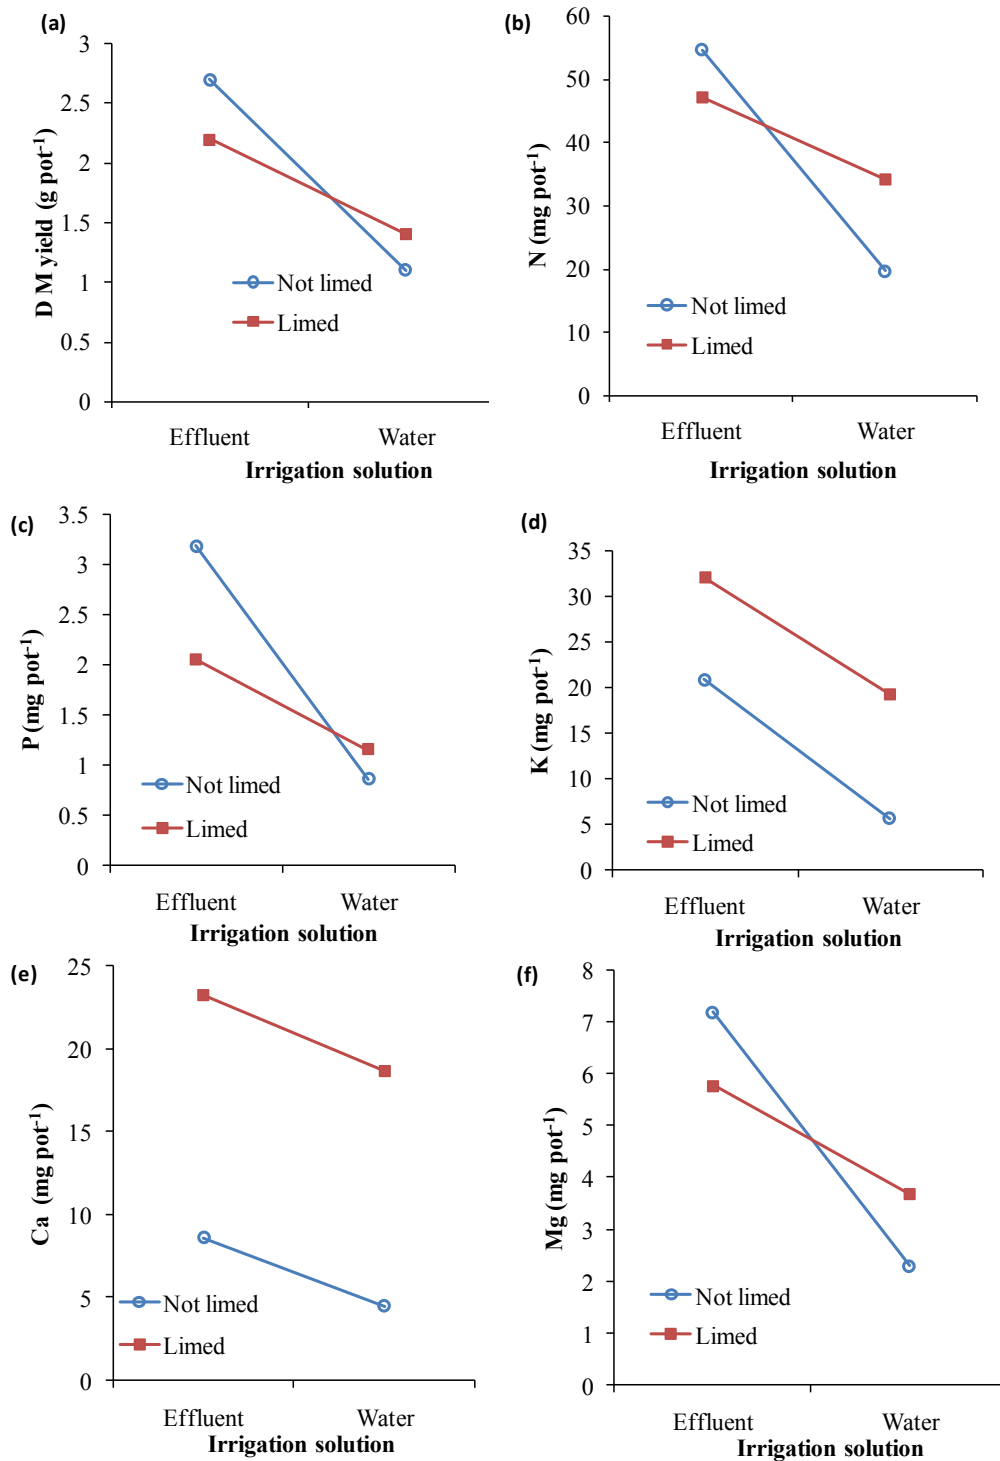 (a)
3
2.5
2
1.5
1
0.5
0
D M yield (g pot-1)
Not limed
Limed
Effluent Water
Irrigation solution
(b)
60
50
40
30
20
10
0
N (mg pot-1)
Not limed
Limed
Effluent Water
Irrigation solution
(c)
3.5
3
2.5
2
1.5
1
0.5
0
P (mg pot-1)
Not limed
Limed
Effluent Water
Irrigation solution
(d)
35
30
25
20
15
10
5
0
K (mg pot-1)
Not limed
Limed
Effluent Water
Irrigation solution
(e)
25
20
15
10
5
0
Ca (mg pot-1)
Not limed
Limed
Effluent Water
Irrigation solution
(f)
8
7
6
5
4
3
2
1
0
Mg (mg pot-1)
Not limed
Limed
Effluent Water
Irrigation solution